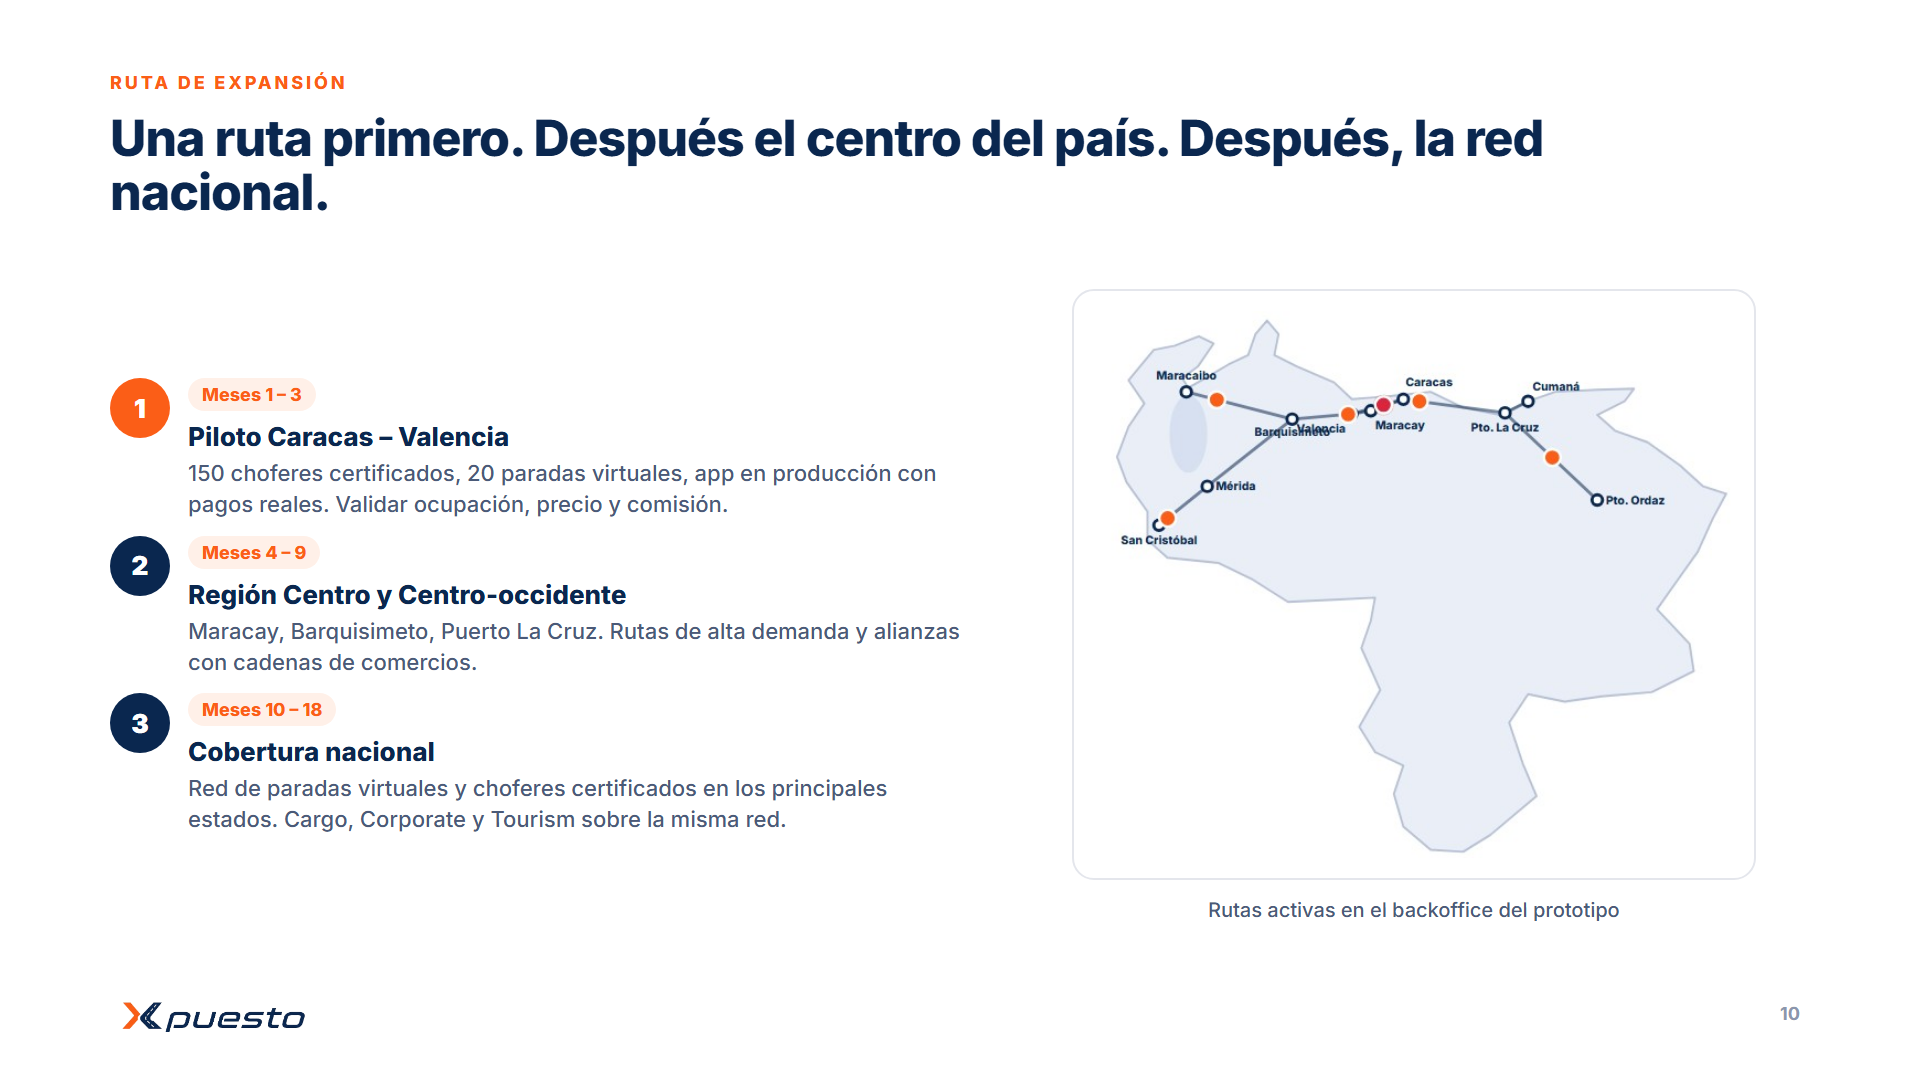 RUTA DE EXPANSIÓN
Una ruta primero. Después el centro del país. Después, la red
nacional.
1
Meses 1 – 3
Piloto Caracas – Valencia
150 choferes certificados, 20 paradas virtuales, app en producción con
pagos reales. Validar ocupación, precio y comisión.
2
Meses 4 – 9
Región Centro y Centro-occidente
Maracay, Barquisimeto, Puerto La Cruz. Rutas de alta demanda y alianzas
con cadenas de comercios.
3
Meses 10 – 18
Cobertura nacional
Red de paradas virtuales y choferes certificados en los principales
estados. Cargo, Corporate y Tourism sobre la misma red.
Maracaibo
Caracas
Cumaná
Barquisimeto
Valencia
Maracay
Pto. La Cruz
Mérida
Pto. Ordaz
San Cristóbal
Rutas activas en el backoffice del prototipo
Xpuesto
10